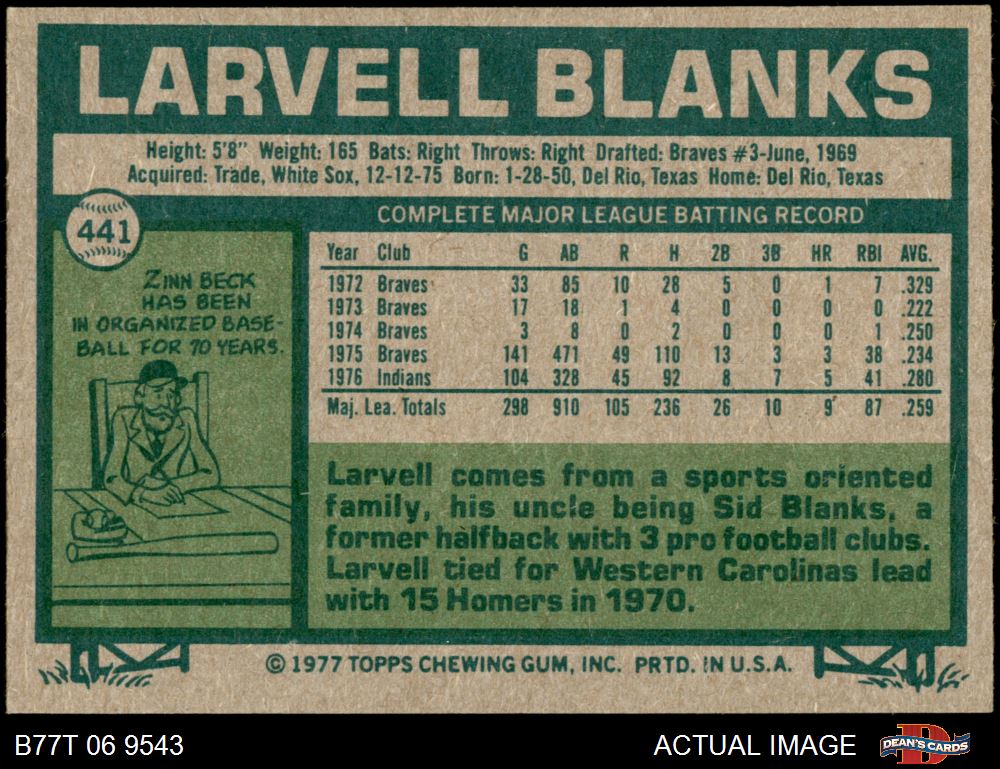 LARVELL BLANKS
Height: 5'8" Weight: 165 Bats: Right Throws: Right Drafted: Braves #3-June, 1969
Acquired: Trade, White Sox, 12-12-75 Born: 1-28-50, Del Rio, Texas Home: Del Rio, Texas
441
ZINN BECK
HAS BEEN
IN ORGANIZED BASE-
BALL FOR 70 YEARS.
COMPLETE MAJOR LEAGUE BATTING RECORD
Year Club G AB R H 2B 3B HR RBI AVG.
1972 Braves 33 85 10 28 5 0 1 7 .329
1973 Braves 17 18 1 4 0 0 0 0 .222
1974 Braves 3 8 0 2 0 0 0 1 .250
1975 Braves 141 471 49 110 13 3 3 38 .234
1976 Indians 104 328 45 92 8 7 5 41 .280
Maj. Lea. Totals 298 910 105 236 26 10 9 87 .259
Larvell comes from a sports oriented
family, his uncle being Sid Blanks, a
former halfback with 3 pro football clubs.
Larvell tied for Western Carolinas lead
with 15 Homers in 1970.
© 1977 TOPPS CHEWING GUM, INC. PRTD. IN U.S.A.
B77T 06 9543
ACTUAL IMAGE
DEAN'S CARDS